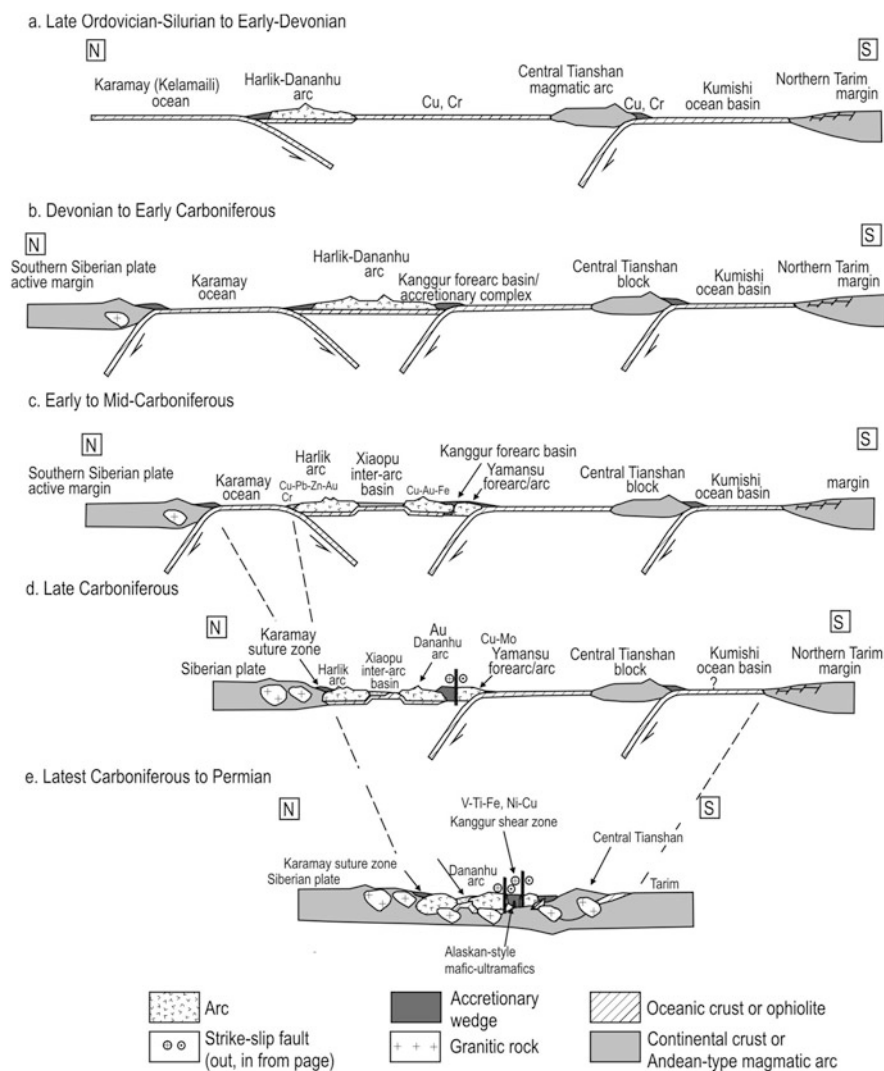 a. Late Ordovician-Silurian to Early-Devonian
N
S
Karamay (Kelamaili)
ocean
Harlik-Dananhu
arc
Cu, Cr
Central Tianshan
magmatic arc
Cu, Cr
Kumishi
ocean basin
Northern Tarim
margin
b. Devonian to Early Carboniferous
N
S
Southern Siberian plate
active margin
Karamay
ocean
Harlik-Dananhu
arc
Kanggur forearc basin/
accretionary complex
Central Tianshan
block
Kumishi
ocean basin
Northern Tarim
margin
c. Early to Mid-Carboniferous
N
S
Southern Siberian plate
active margin
Karamay
ocean
Cu-Pb-Zn-Au
Cr
Harlik
arc
Xiaopu
inter-arc
basin
Cu-Au-Fe
Kanggur forearc basin
Yamansu
forearc/arc
Central Tianshan
block
Kumishi
ocean basin
margin
d. Late Carboniferous
N
S
Siberian plate
Karamay
suture zone
Harlik
arc
Xiaopu
inter-arc
basin
Au
Dananhu
arc
Cu-Mo
Yamansu
forearc/arc
Central Tianshan
block
Kumishi
ocean basin
?
Northern Tarim
margin
e. Latest Carboniferous to Permian
N
S
V-Ti-Fe, Ni-Cu
Kanggur shear zone
Karamay suture zone
Siberian plate
Dananhu
arc
Central Tianshan
Tarim
Alaskan-style
mafic-ultramafics
Arc
Accretionary
wedge
Oceanic crust or ophiolite
Strike-slip fault
(out, in from page)
Granitic rock
Continental crust or
Andean-type magmatic arc